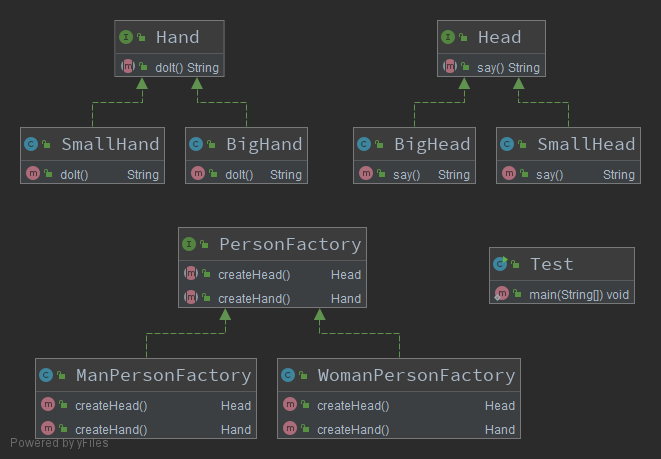 Hand
doIt() String
Head
say() String
SmallHand
doIt() String
BigHand
doIt() String
BigHead
say() String
SmallHead
say() String
PersonFactory
createHead() Head
createHand() Hand
Test
main(String[]) void
ManPersonFactory
createHead() Head
createHand() Hand
WomanPersonFactory
createHead() Head
createHand() Hand
Powered by yFiles